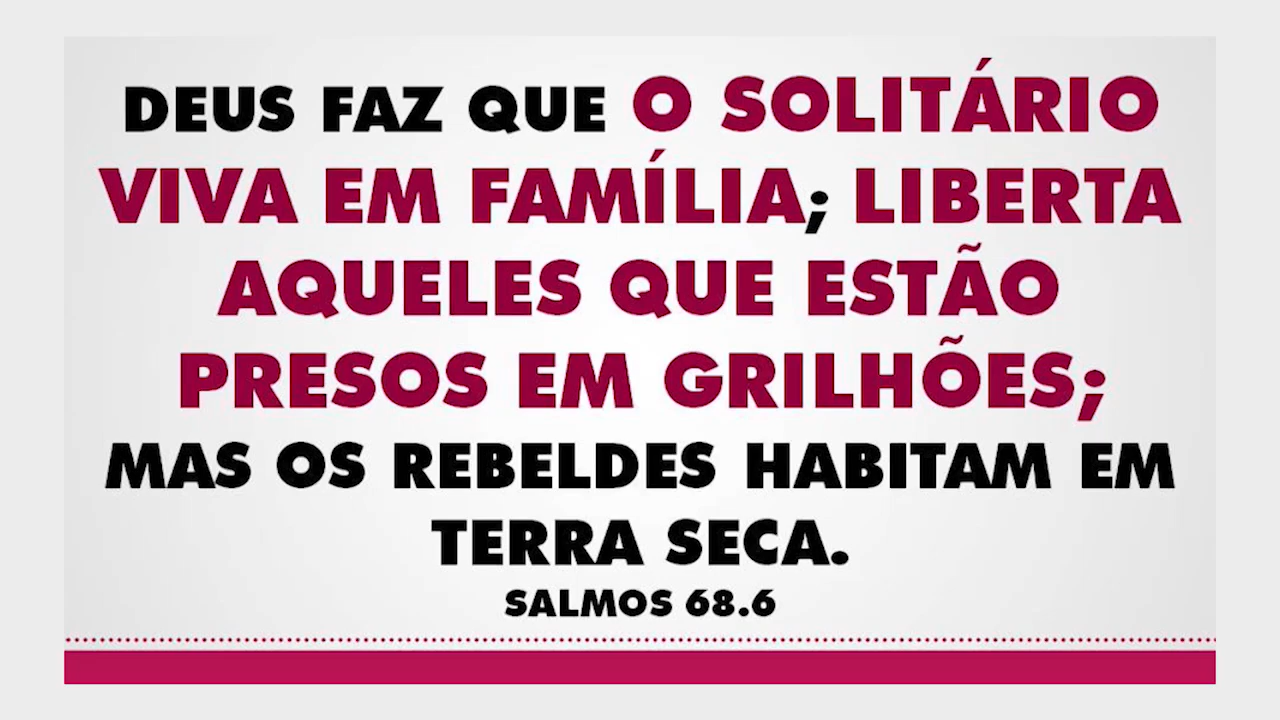 DEUS FAZ QUE O SOLITÁRIO
VIVA EM FAMÍLIA; LIBERTA
AQUELES QUE ESTÃO
PRESOS EM GRILHÕES;
MAS OS REBELDES HABITAM EM
TERRA SECA.
SALMOS 68.6